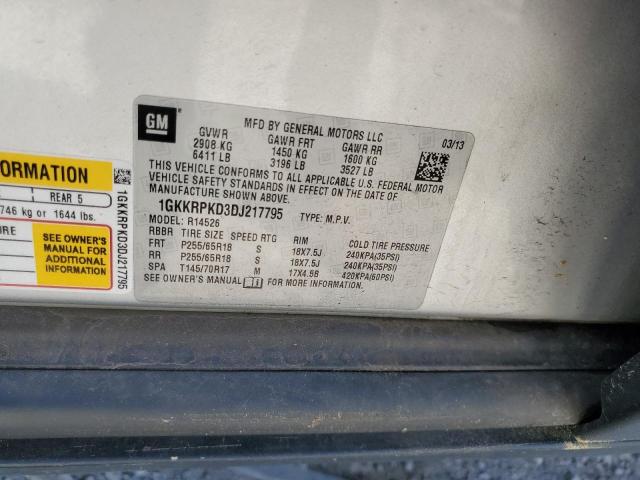 GM
MFD BY GENERAL MOTORS LLC
03/13
GVWR GAWR FRT GAWR RR
2908 KG 1450 KG 1600 KG
6411 LB 3196 LB 3527 LB
THIS VEHICLE CONFORMS TO ALL APPLICABLE U.S. FEDERAL MOTOR
VEHICLE SAFETY STANDARDS IN EFFECT ON THE DATE OF
MANUFACTURE SHOWN ABOVE.
1GKKRPKD3DJ217795 TYPE: M.P.V.
MODEL: R14526
RBBR TIRE SIZE SPEED RTG RIM COLD TIRE PRESSURE
FRT P255/65R18 S 18X7.5J 240KPA(35PSI)
RR P255/65R18 S 18X7.5J 240KPA(35PSI)
SPA T145/70R17 M 17X4.5B 420KPA(60PSI)
SEE OWNER'S MANUAL FOR MORE INFORMATION.
ORMATION
REAR 5
746 kg or 1644 lbs.
URE
SEE OWNER'S
MANUAL FOR
ADDITIONAL
INFORMATION
1GKKRPKD3DJ217795